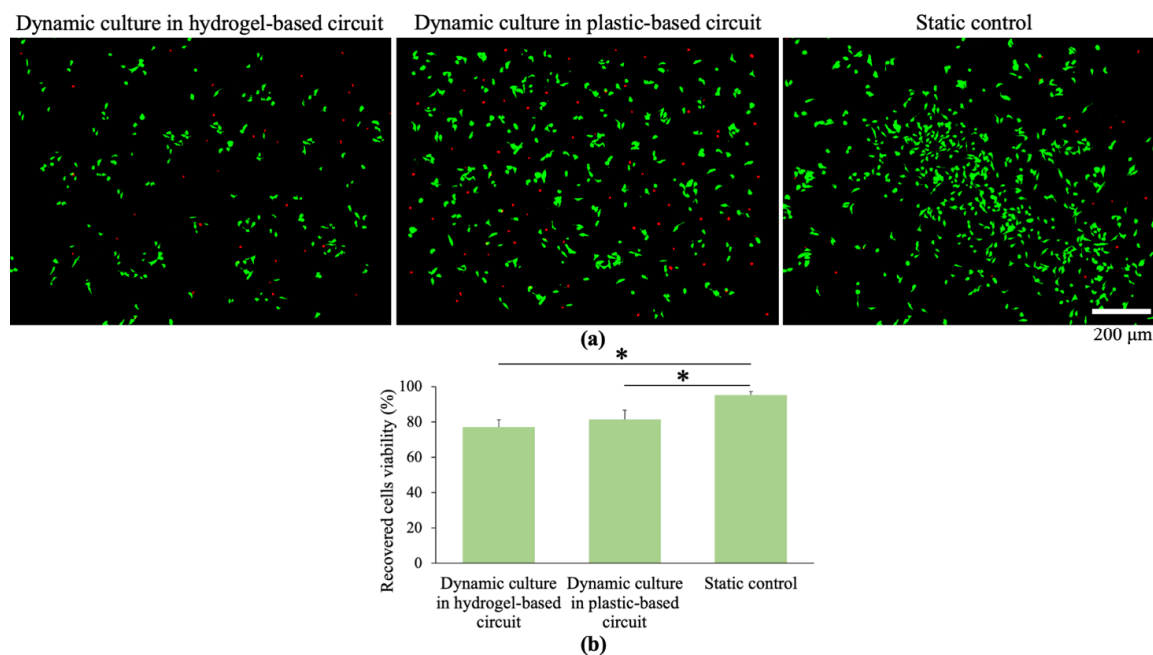 Dynamic culture in hydrogel-based circuit
Dynamic culture in plastic-based circuit
Static control
200 μm
(a)
*
*
Recovered cells viability (%)
100
80
60
40
20
0
Dynamic culture
in hydrogel-based
circuit
Dynamic culture
in plastic-based
circuit
Static control
(b)